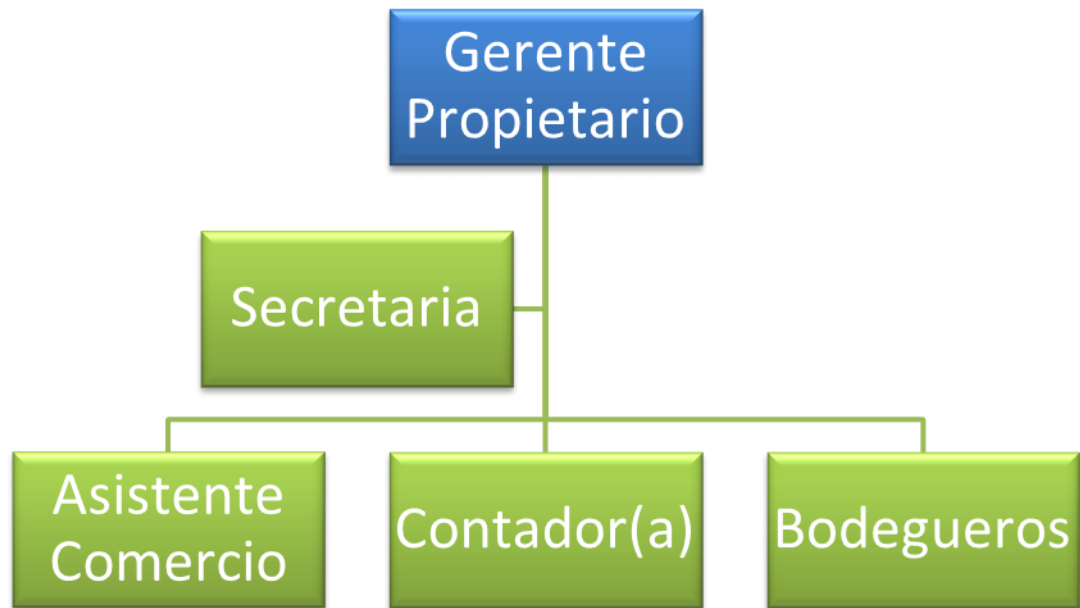 Gerente
Propietario
Secretaria
Asistente
Comercio
Contador(a)
Bodegueros